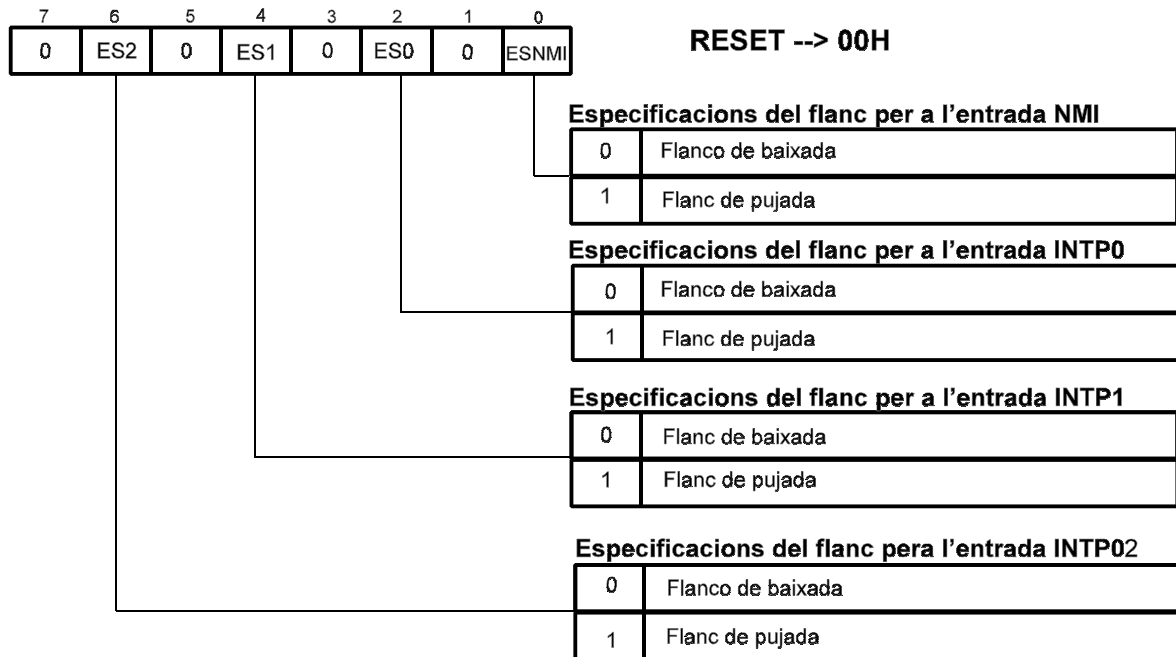 7 6 5 4 3 2 1 0
0 ES2 0 ES1 0 ES0 0 ESNMI
RESET --> 00H
Especificacions del flanc per a l'entrada NMI
0 Flanco de baixada
1 Flanc de pujada
Especificacions del flanc per a l'entrada INTP0
0 Flanco de baixada
1 Flanc de pujada
Especificacions del flanc per a l'entrada INTP1
0 Flanc de baixada
1 Flanc de pujada
Especificacions del flanc pera l'entrada INTP02
0 Flanco de baixada
1 Flanc de pujada